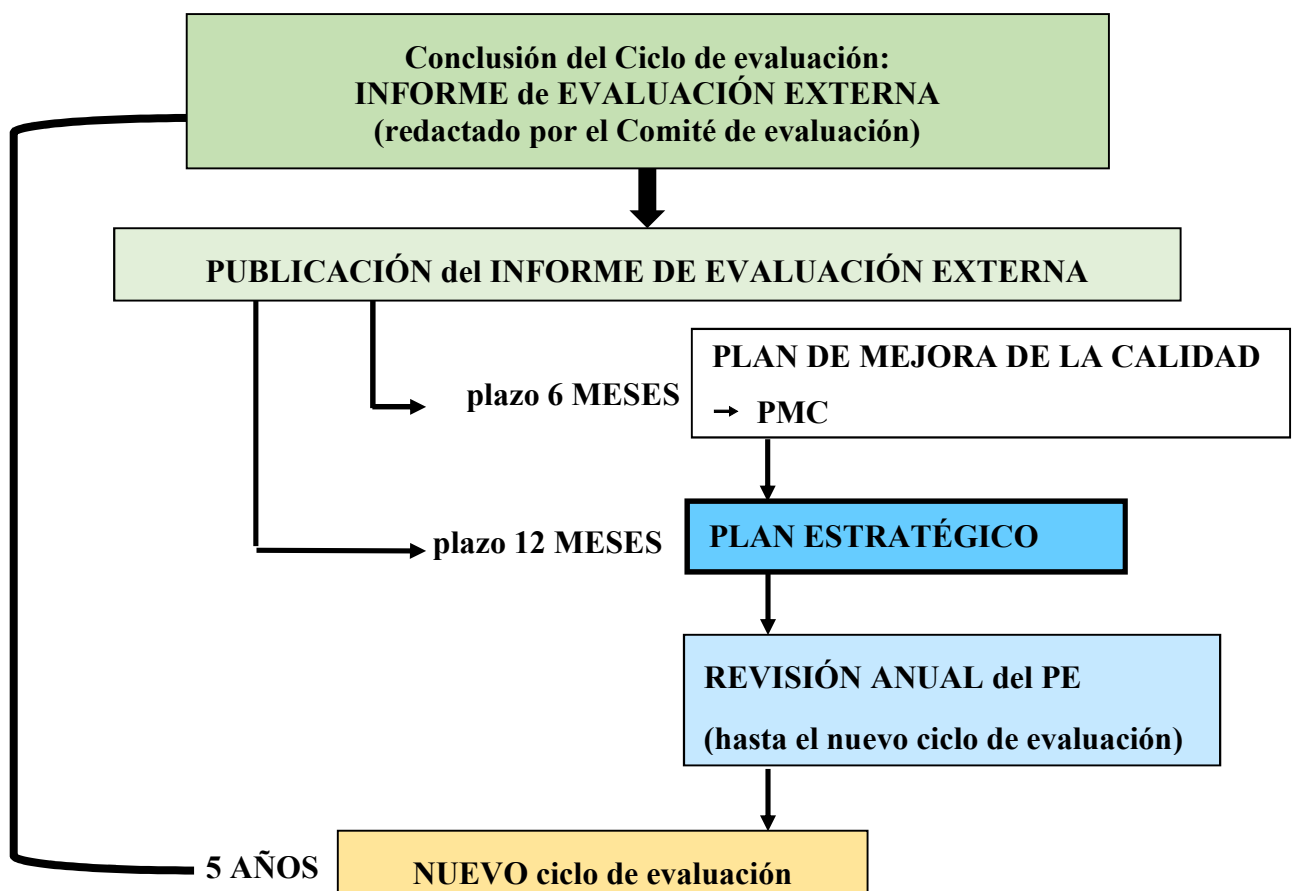 Conclusión del Ciclo de evaluación:
INFORME de EVALUACIÓN EXTERNA
(redactado por el Comité de evaluación)
PUBLICACIÓN del INFORME DE EVALUACIÓN EXTERNA
PLAN DE MEJORA DE LA CALIDAD
plazo 6 MESES
→ PMC
plazo 12 MESES
PLAN ESTRATÉGICO
REVISIÓN ANUAL del PE
(hasta el nuevo ciclo de evaluación)
5 AÑOS
NUEVO ciclo de evaluación